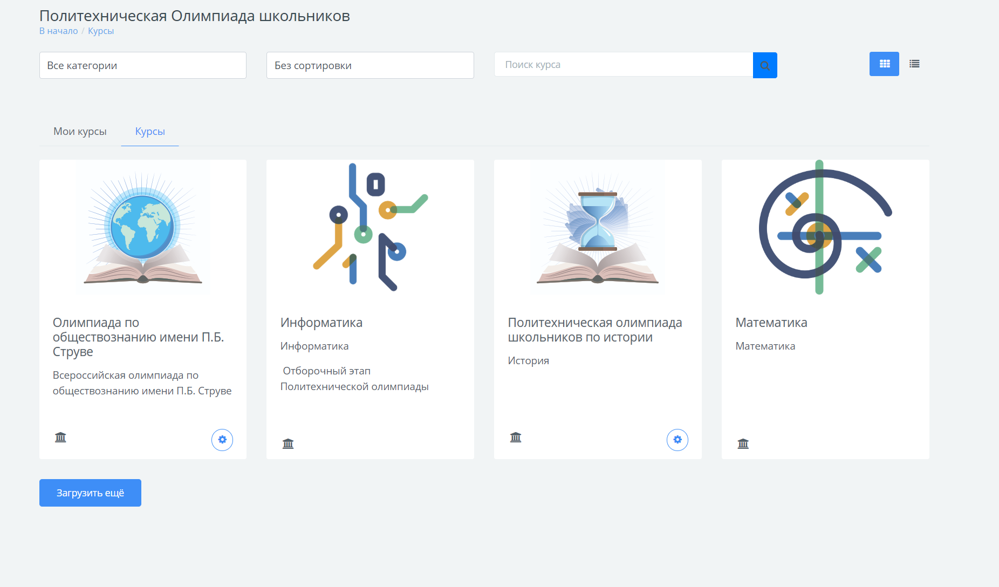 Политехническая Олимпиада школьников
В начало / Курсы
Все категории
Без сортировки
Поиск курса
Мои курсы
Курсы
Олимпиада по
обществознанию имени П.Б.
Струве
Всероссийская олимпиада по
обществознанию имени П.Б. Струве
Информатика
Информатика
Отборочный этап
Политехнической олимпиады
Политехническая олимпиада
школьников по истории
История
Математика
Математика
Загрузить ещё